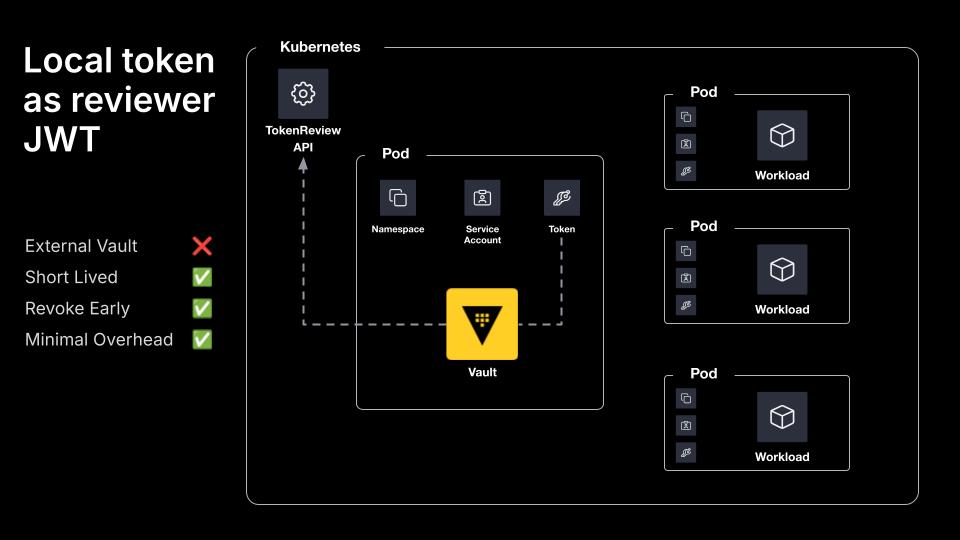 Local token
as reviewer
JWT
External Vault ❌
Short Lived ✅
Revoke Early ✅
Minimal Overhead ✅
Kubernetes
TokenReview
API
Pod
Namespace
Service
Account
Token
Vault
Pod
Workload
Pod
Workload
Pod
Workload